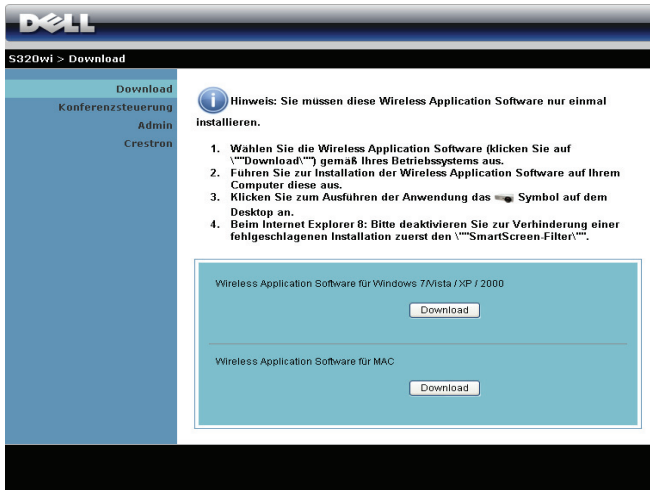 DELL
S320wi > Download
Download
Konferenzsteuerung
Admin
Crestron
Hinweis: Sie müssen diese Wireless Application Software nur einmal
installieren.
1. Wählen Sie die Wireless Application Software (klicken Sie auf
\""Download\"") gemäß Ihres Betriebssystems aus.
2. Führen Sie zur Installation der Wireless Application Software auf Ihrem
Computer diese aus.
3. Klicken Sie zum Ausführen der Anwendung das Symbol auf dem
Desktop an.
4. Beim Internet Explorer 8: Bitte deaktivieren Sie zur Verhinderung einer
fehlgeschlagenen Installation zuerst den \""SmartScreen-Filter\"".
Wireless Application Software für Windows 7/Vista / XP / 2000
Download
Wireless Application Software für MAC
Download